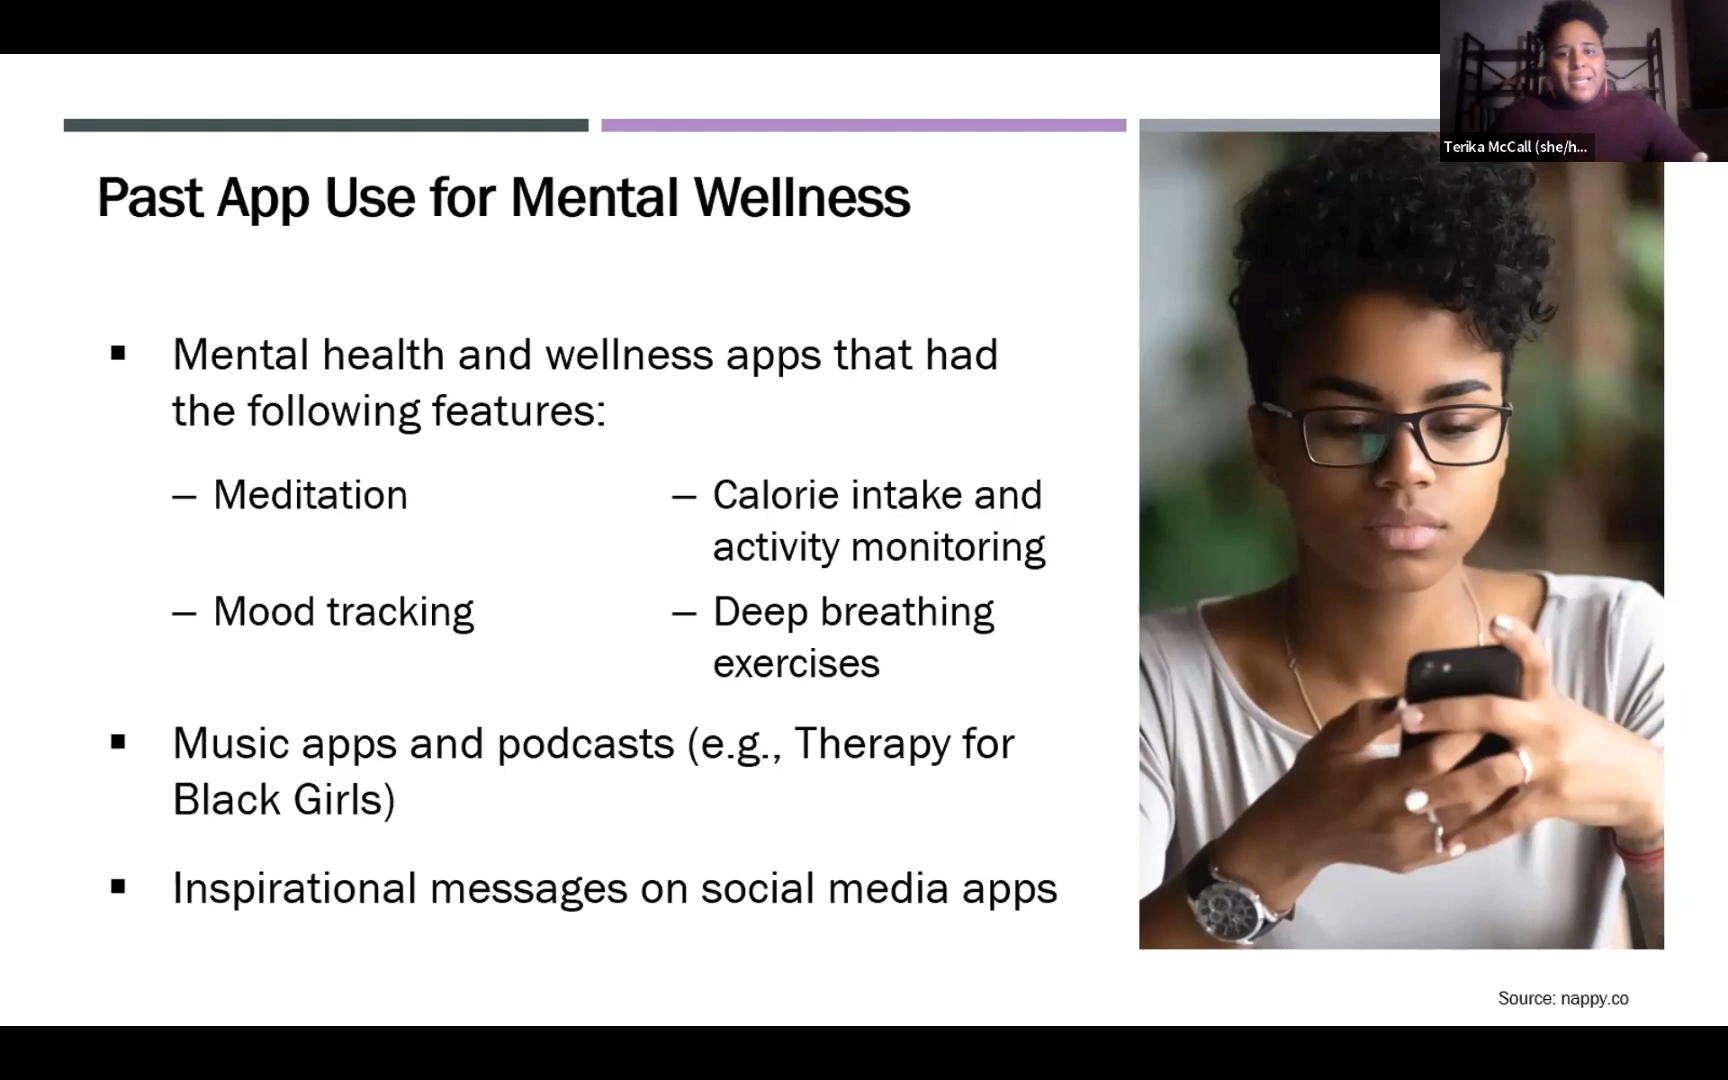 Terika McCall (she/h...
Past App Use for Mental Wellness
▪ Mental health and wellness apps that had
the following features:
– Meditation
– Mood tracking
– Calorie intake and
activity monitoring
– Deep breathing
exercises
▪ Music apps and podcasts (e.g., Therapy for
Black Girls)
▪ Inspirational messages on social media apps
Source: nappy.co